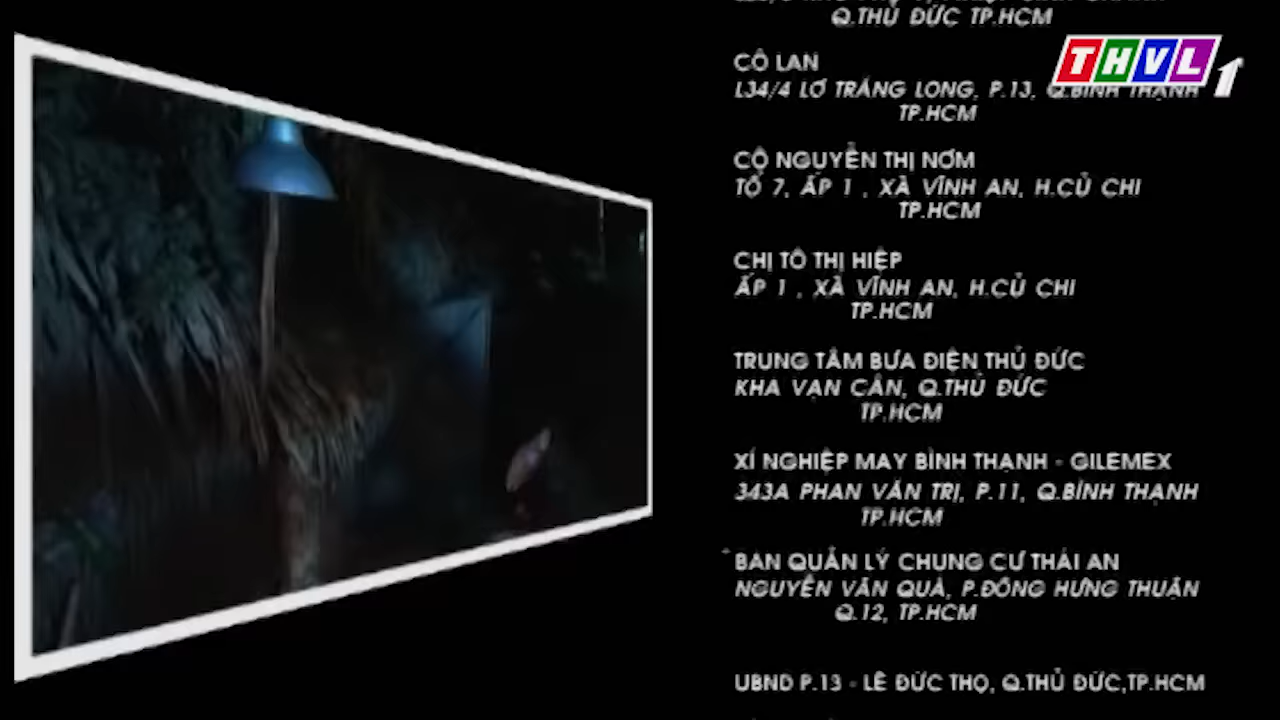 Q.THỦ ĐỨC TP.HCM
THVL1
CÔ LAN
L34/4 LƠ TRĂNG LONG, P.13, Q.BÌNH THẠNH
TP.HCM
CÔ NGUYỄN THỊ NƠM
TỔ 7, ẤP 1 , XÀ VĨNH AN, H.CỦ CHI
TP.HCM
CHỊ TÔ THỊ HIỆP
ẤP 1 , XÀ VĨNH AN, H.CỦ CHI
TP.HCM
TRUNG TÂM BƯA ĐIỆN THỦ ĐỨC
KHA VẠN CÂN, Q.THỦ ĐỨC
TP.HCM
XÍ NGHIỆP MAY BÌNH THẠNH - GILEMEX
343A PHAN VĂN TRỊ, P.11, Q.BÌNH THẠNH
TP.HCM
BAN QUẢN LÝ CHUNG CƯ THÁI AN
NGUYỄN VĂN QUÁ, P.ĐÔNG HƯNG THUẬN
Q.12, TP.HCM
UBND P.13 - LÊ ĐỨC THỌ, Q.THỦ ĐỨC,TP.HCM